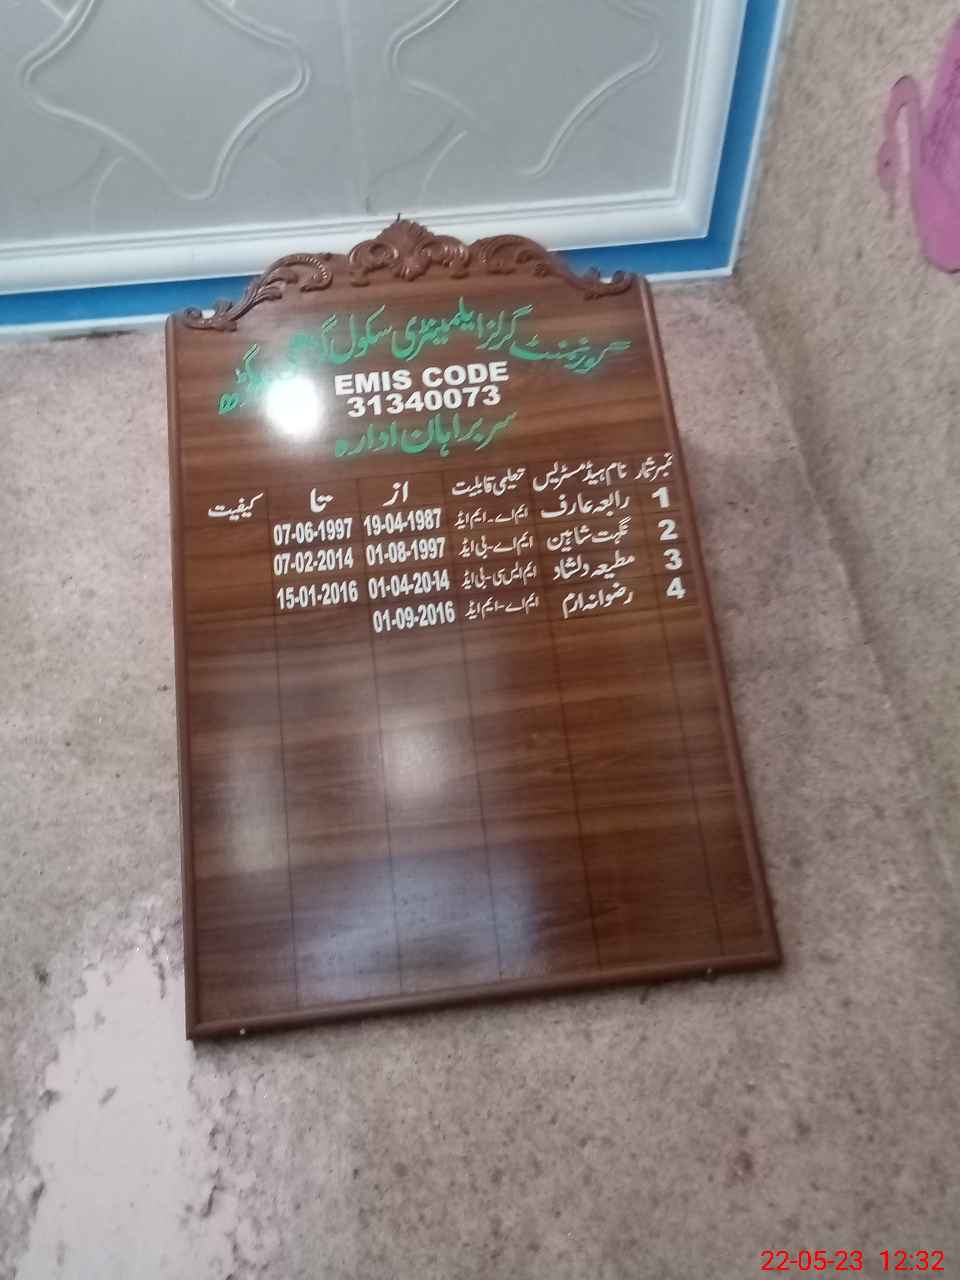 گورنمنٹ گرلز ایلیمینٹری سکول
EMIS CODE
31340073
سربراہان ادارہ
نمبر شمار نام ہیڈ مسٹریس تعلیمی قابلیت از تا کیفیت
1 رابعہ عارف ایم اے۔ایم ایڈ 19-04-1987 07-06-1997
2 نگہت شاہین ایم اے-بی ایڈ 01-08-1997 07-02-2014
3 مطیعہ دلشاد ایم ایس سی-بی ایڈ 01-04-2014 15-01-2016
4 رضوانہ ارم ایم اے-ایم ایڈ 01-09-2016
22-05-23 12:32